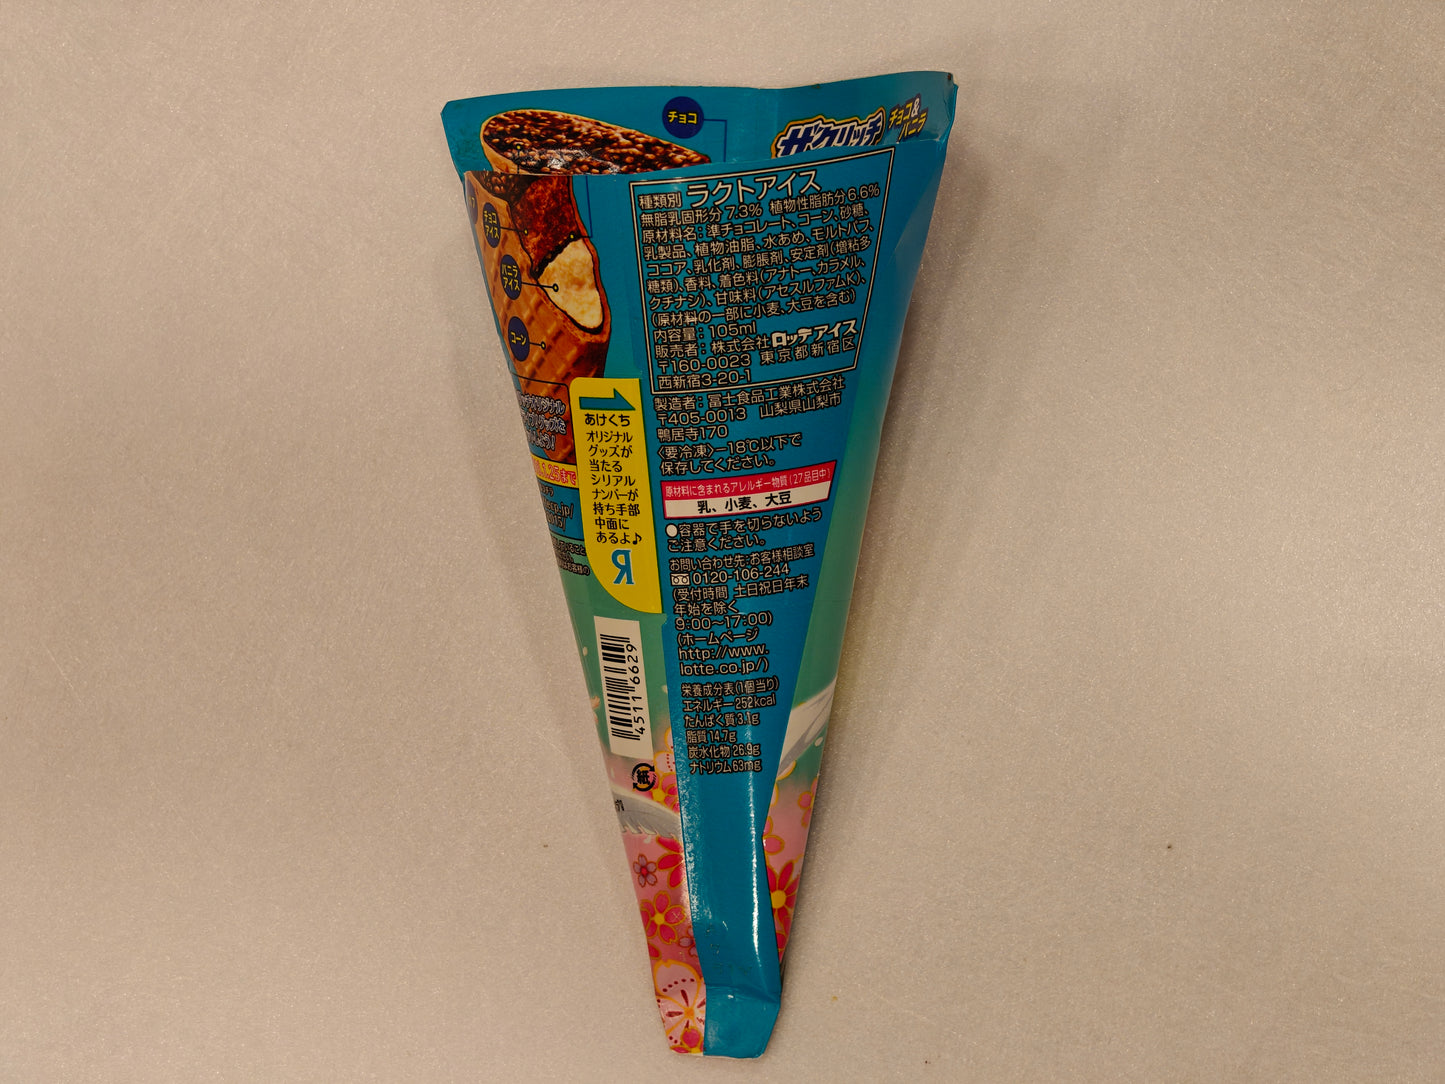 チョコ
ザクリッチ
チョコ&
バニラ
チョコ
アイス
バニラ
アイス
コーン
種類別 ラクトアイス
無脂乳固形分 7.3% 植物性脂肪分 6.6%
原材料名：準チョコレート、コーン、砂糖、
乳製品、植物油脂、水あめ、モルトパフ、
ココア、乳化剤、膨脹剤、安定剤(増粘多
糖類)、香料、着色料(アナトー、カラメル、
クチナシ)、甘味料(アセスルファムK)、
(原材料の一部に小麦、大豆を含む)
内容量：105ml
販売者：株式会社ロッテアイス
〒160-0023 東京都新宿区
西新宿3-20-1
製造者：冨士食品工業株式会社
〒405-0013 山梨県山梨市
鴨居寺170
〈要冷凍〉-18℃以下で
保存してください。
原材料に含まれるアレルギー物質(27品目中)
乳、小麦、大豆
●容器で手を切らないよう
ご注意ください。
お問い合わせ先:お客様相談室
0120-106-244
(受付時間 土日祝日年末
年始を除く
9:00～17:00)
(ホームページ
http://www.
lotte.co.jp/)
栄養成分表(1個当り)
エネルギー 252kcal
たんぱく質 3.1g
脂質 14.7g
炭水化物 26.9g
ナトリウム 63mg
1
あけくち
オリジナル
グッズが
当たる
シリアル
ナンバーが
持ち手部
中面に
あるよ♪
R
4511 6629
紙